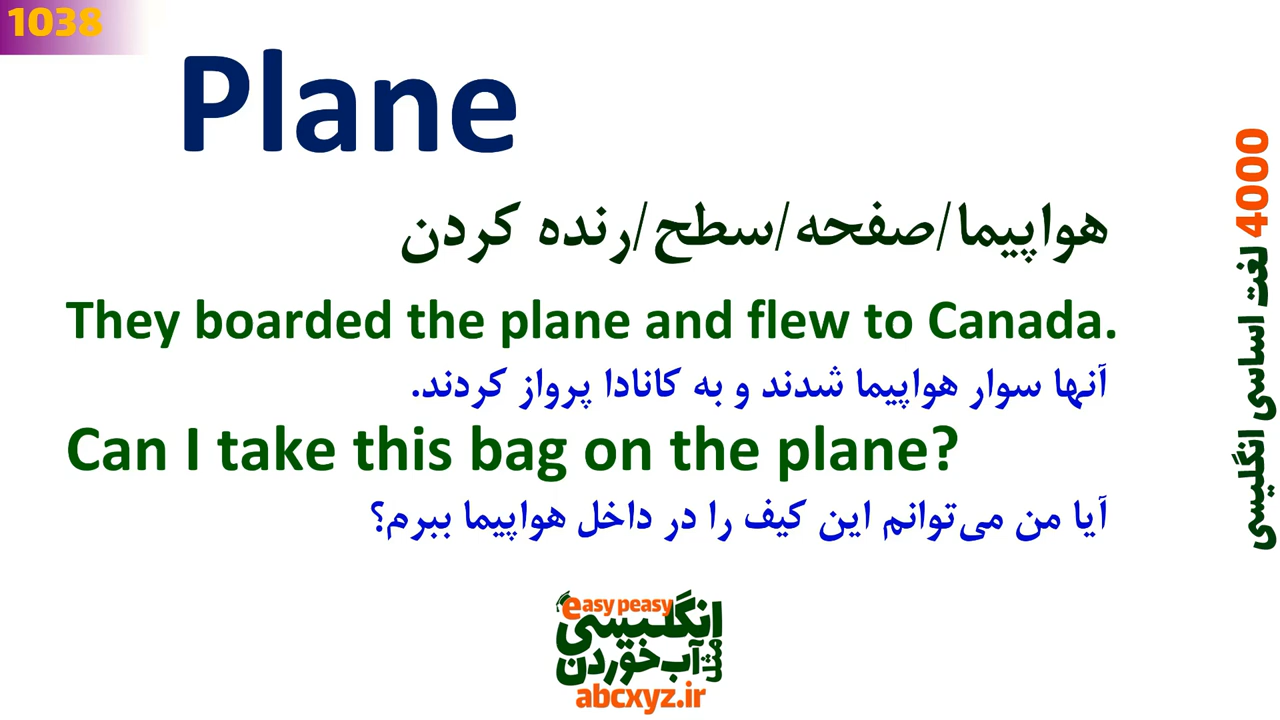 1038
Plane
هواپیما/صفحه/سطح/رنده کردن
They boarded the plane and flew to Canada.
آنها سوار هواپیما شدند و به کانادا پرواز کردند.
Can I take this bag on the plane?
آیا من می‌توانم این کیف را در داخل هواپیما ببرم؟
4000 لغت اساسی انگلیسی
easy peasy
انگلیسی
مثل آب خوردن
abcxyz.ir